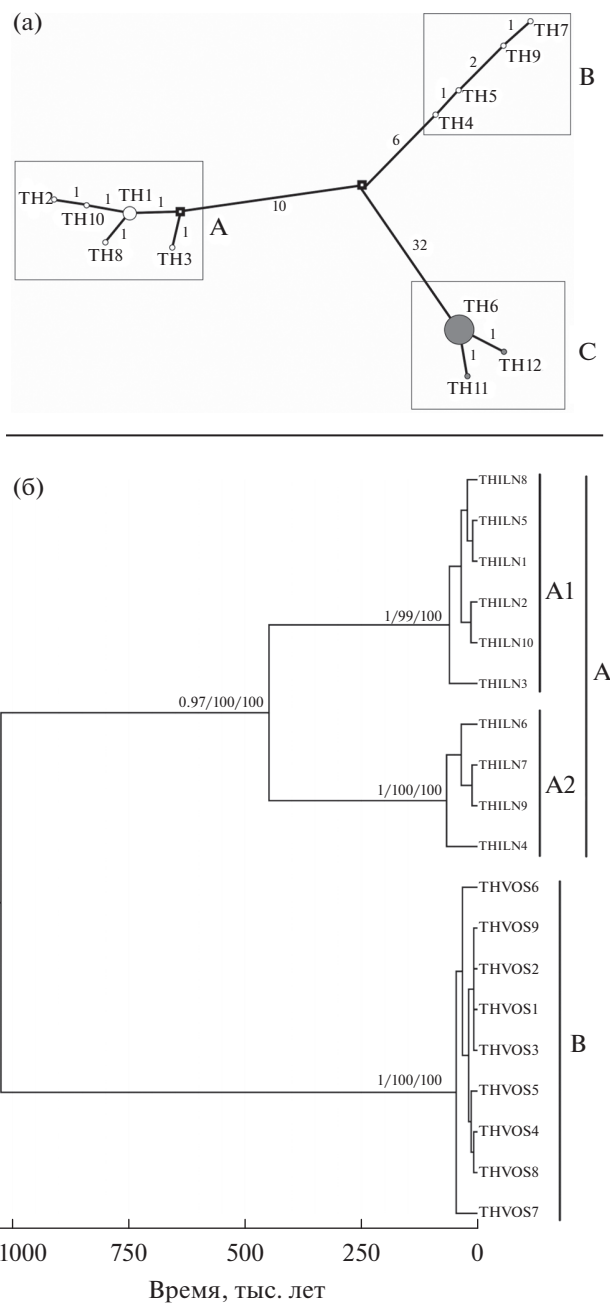 (а)
1
TH7
2
TH9
B
1
TH5
TH4
6
TH2
1
1
TH1
1
TH10
A
10
1
TH8
1
TH3
32
TH6
1
C
1
TH12
TH11
(б)
THILN8
THILN5
THILN1
A1
THILN2
1/99/100
THILN10
A
THILN3
0.97/100/100
THILN6
THILN7
A2
1/100/100
THILN9
THILN4
THVOS6
THVOS9
THVOS2
THVOS1
THVOS3
B
1/100/100
THVOS5
THVOS4
THVOS8
THVOS7
1000 750 500 250 0
Время, тыс. лет